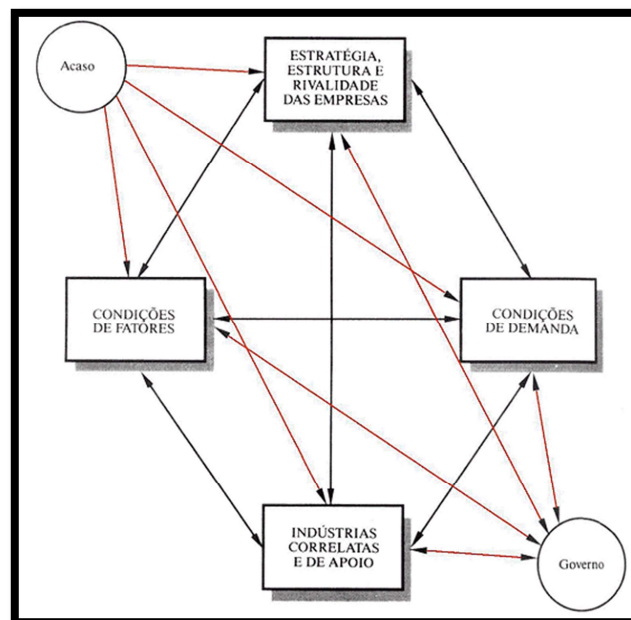 Acaso
ESTRATÉGIA,
ESTRUTURA E
RIVALIDADE
DAS EMPRESAS
CONDIÇÕES
DE FATORES
CONDIÇÕES
DE DEMANDA
INDÚSTRIAS
CORRELATAS
E DE APOIO
Governo